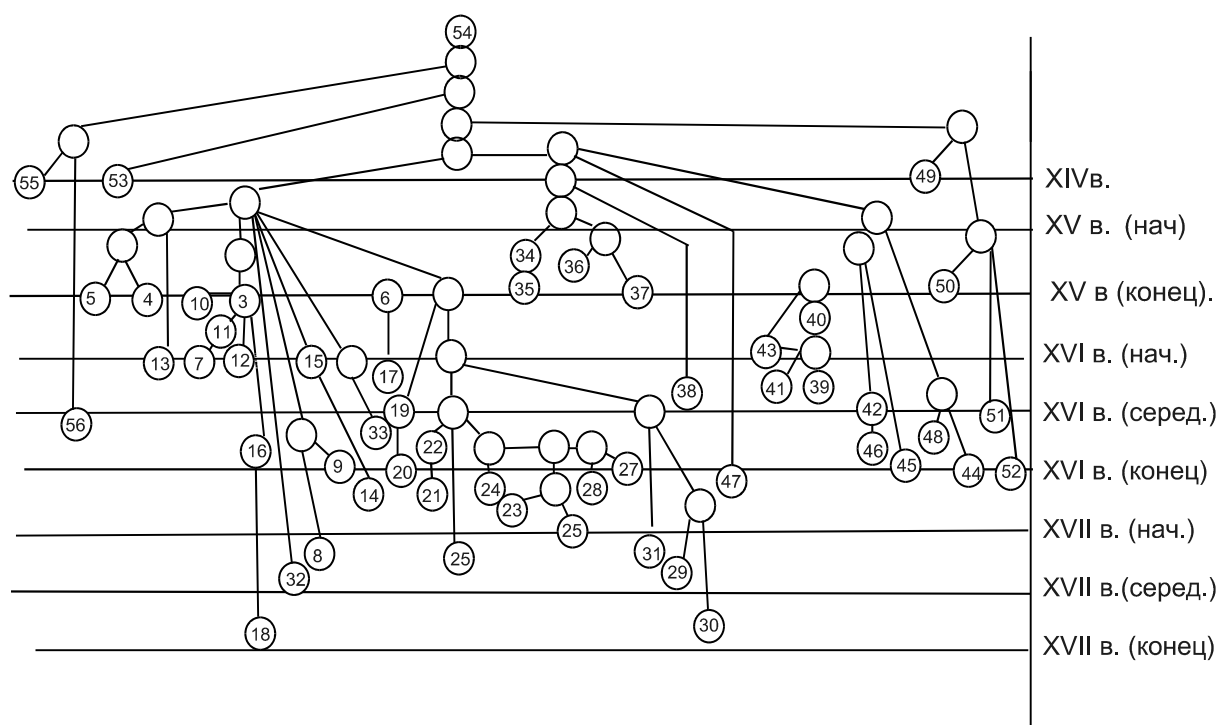 54
55 53 49 XIVв.
XV в. (нач)
34 36
5 4 10 3 6 35 37 40 50 XV в (конец).
11
13 7 12 15 17 43 41 39 XVI в. (нач.)
38
56 33 19 42 48 51 XVI в. (серед.)
16 22 46
9 14 20 21 24 23 28 27 47 45 44 52 XVI в. (конец)
8 25 25 31 29 XVII в. (нач.)
32 XVII в.(серед.)
18 30
XVII в. (конец)